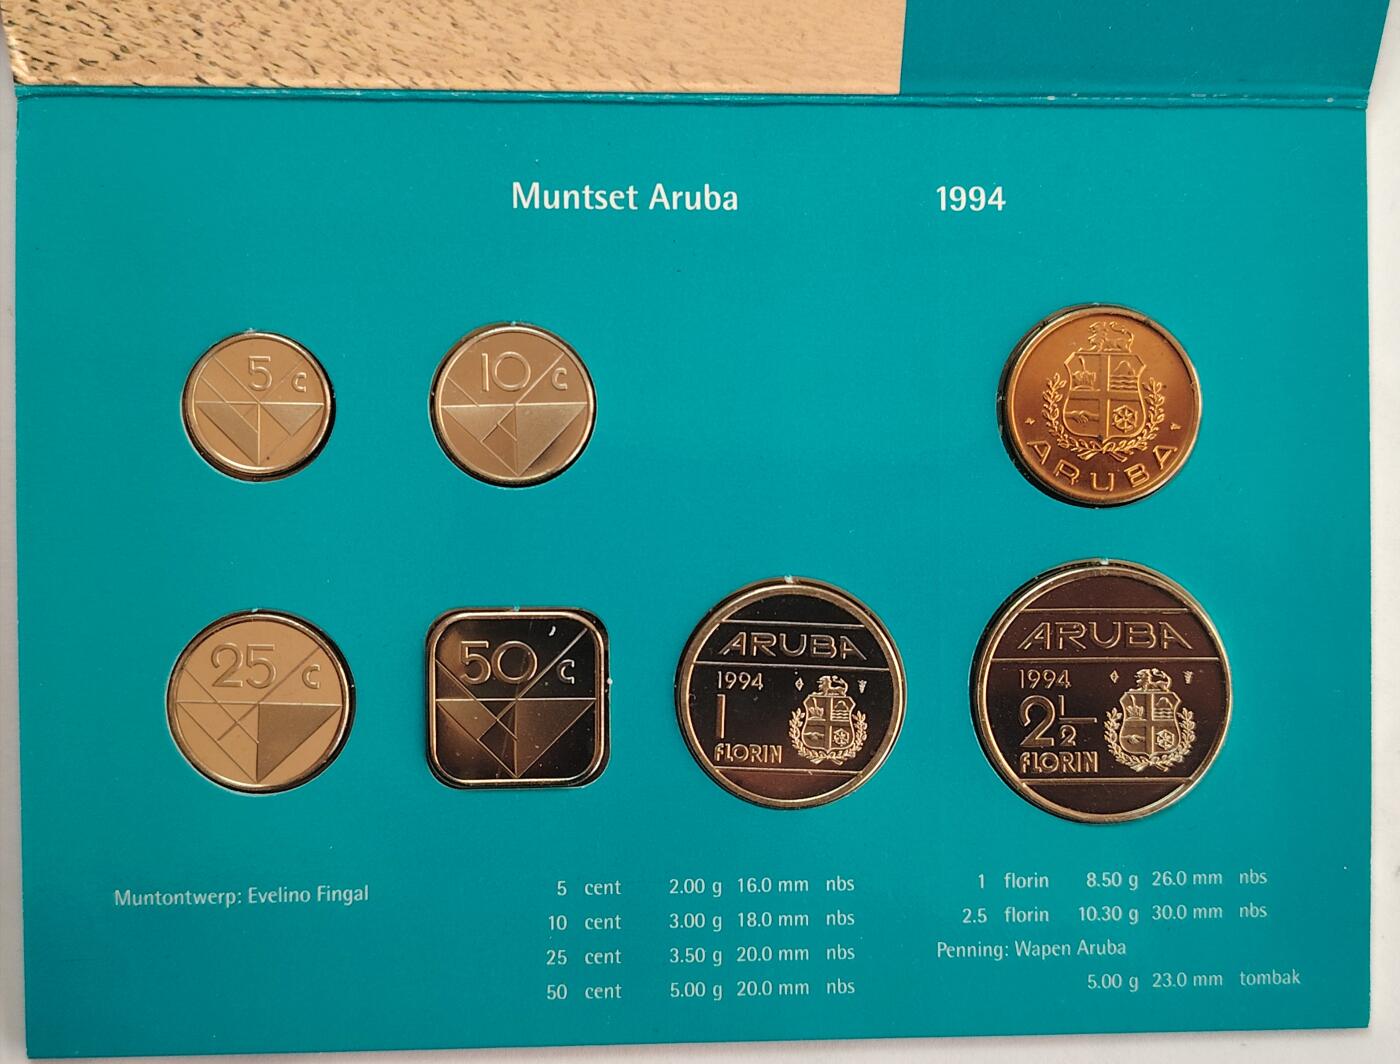 Muntset Aruba 1994
5 c
10 c
ARUBA
25 c
50 c
ARUBA
1994
1
FLORIN
ARUBA
1994
2 1/2
FLORIN
Muntontwerp: Evelino Fingal
5 cent 2.00 g 16.0 mm nbs
10 cent 3.00 g 18.0 mm nbs
25 cent 3.50 g 20.0 mm nbs
50 cent 5.00 g 20.0 mm nbs
1 florin 8.50 g 26.0 mm nbs
2.5 florin 10.30 g 30.0 mm nbs
Penning: Wapen Aruba
5.00 g 23.0 mm tombak